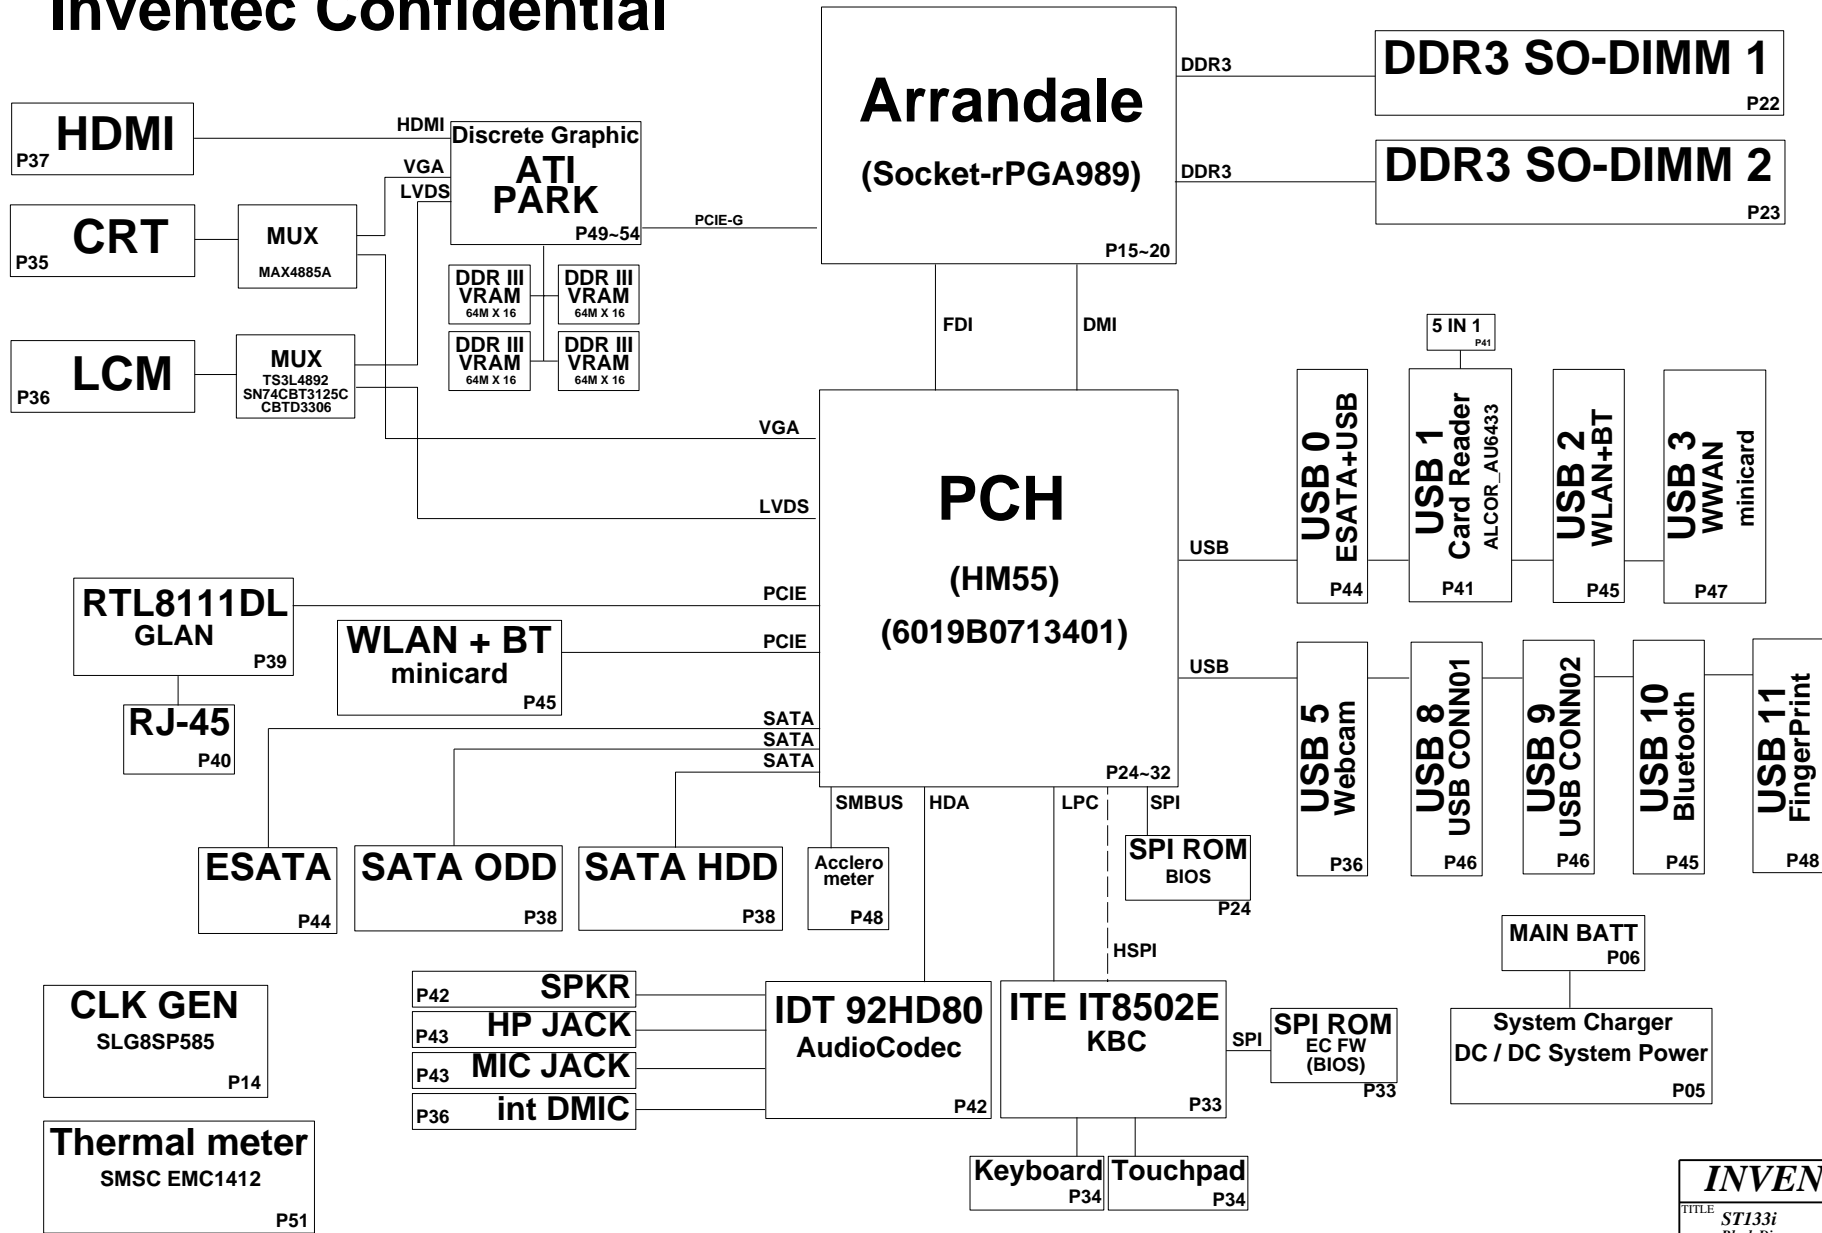 Inventec Confidential
Arrandale
(Socket-rPGA989)
P15~20
DDR3
DDR3 SO-DIMM 1
P22
DDR3
DDR3 SO-DIMM 2
P23
HDMI
P37
HDMI
VGA
LVDS
Discrete Graphic
ATI
PARK
P49~54
PCIE-G
CRT
P35
MUX
MAX4885A
DDR III
VRAM
64M X 16
DDR III
VRAM
64M X 16
DDR III
VRAM
64M X 16
DDR III
VRAM
64M X 16
LCM
P36
MUX
TS3L4892
SN74CBT3125C
CBTD3306
FDI
DMI
VGA
LVDS
PCH
(HM55)
(6019B0713401)
P24~32
5 IN 1
P41
USB
USB 0
ESATA+USB
P44
USB 1
Card Reader
ALCOR_AU6433
P41
USB 2
WLAN+BT
P45
USB 3
WWAN
minicard
P47
USB
USB 5
Webcam
P36
USB 8
USB CONN01
P46
USB 9
USB CONN02
P46
USB 10
Bluetooth
P45
USB 11
FingerPrint
P48
RTL8111DL
GLAN
P39
PCIE
WLAN + BT
minicard
P45
PCIE
RJ-45
P40
SATA
SATA
SATA
ESATA
P44
SATA ODD
P38
SATA HDD
P38
SMBUS
HDA
LPC
SPI
Acclero
meter
P48
SPI ROM
BIOS
P24
HSPI
MAIN BATT
P06
System Charger
DC / DC System Power
P05
CLK GEN
SLG8SP585
P14
P42
SPKR
P43
HP JACK
P43
MIC JACK
P36
int DMIC
IDT 92HD80
AudioCodec
P42
ITE IT8502E
KBC
P33
SPI
SPI ROM
EC FW
(BIOS)
P33
Thermal meter
SMSC EMC1412
P51
Keyboard
P34
Touchpad
P34
INVEN
TITLE
ST133i